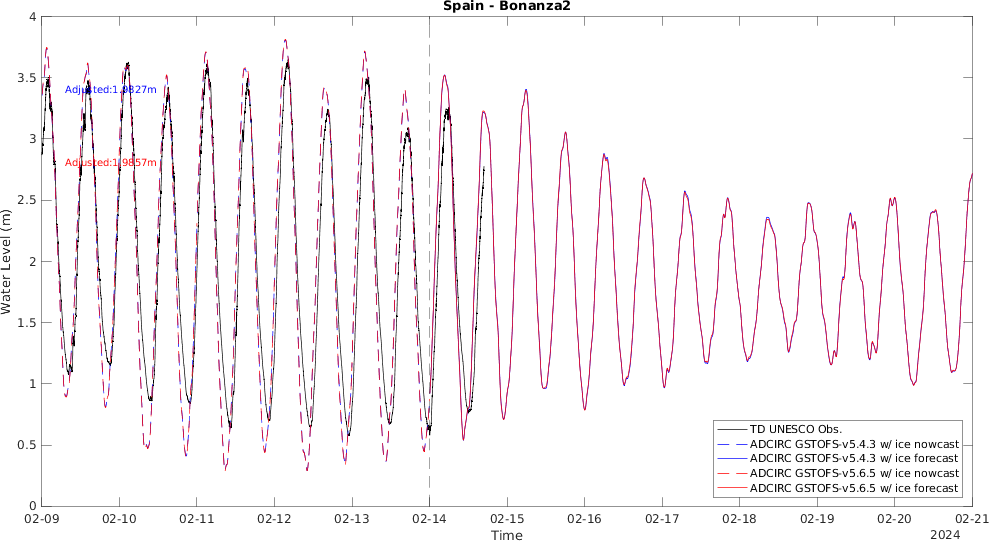 Spain - Bonanza2
4
3.5
3
2.5
2
1.5
1
0.5
0
Water Level (m)
Adjusted:1.9827m
Adjusted:1.9857m
TD UNESCO Obs.
ADCIRC GSTOFS-v5.4.3 w/ ice nowcast
ADCIRC GSTOFS-v5.4.3 w/ ice forecast
ADCIRC GSTOFS-v5.6.5 w/ ice nowcast
ADCIRC GSTOFS-v5.6.5 w/ ice forecast
02-09 02-10 02-11 02-12 02-13 02-14 02-15 02-16 02-17 02-18 02-19 02-20 02-21
Time
2024